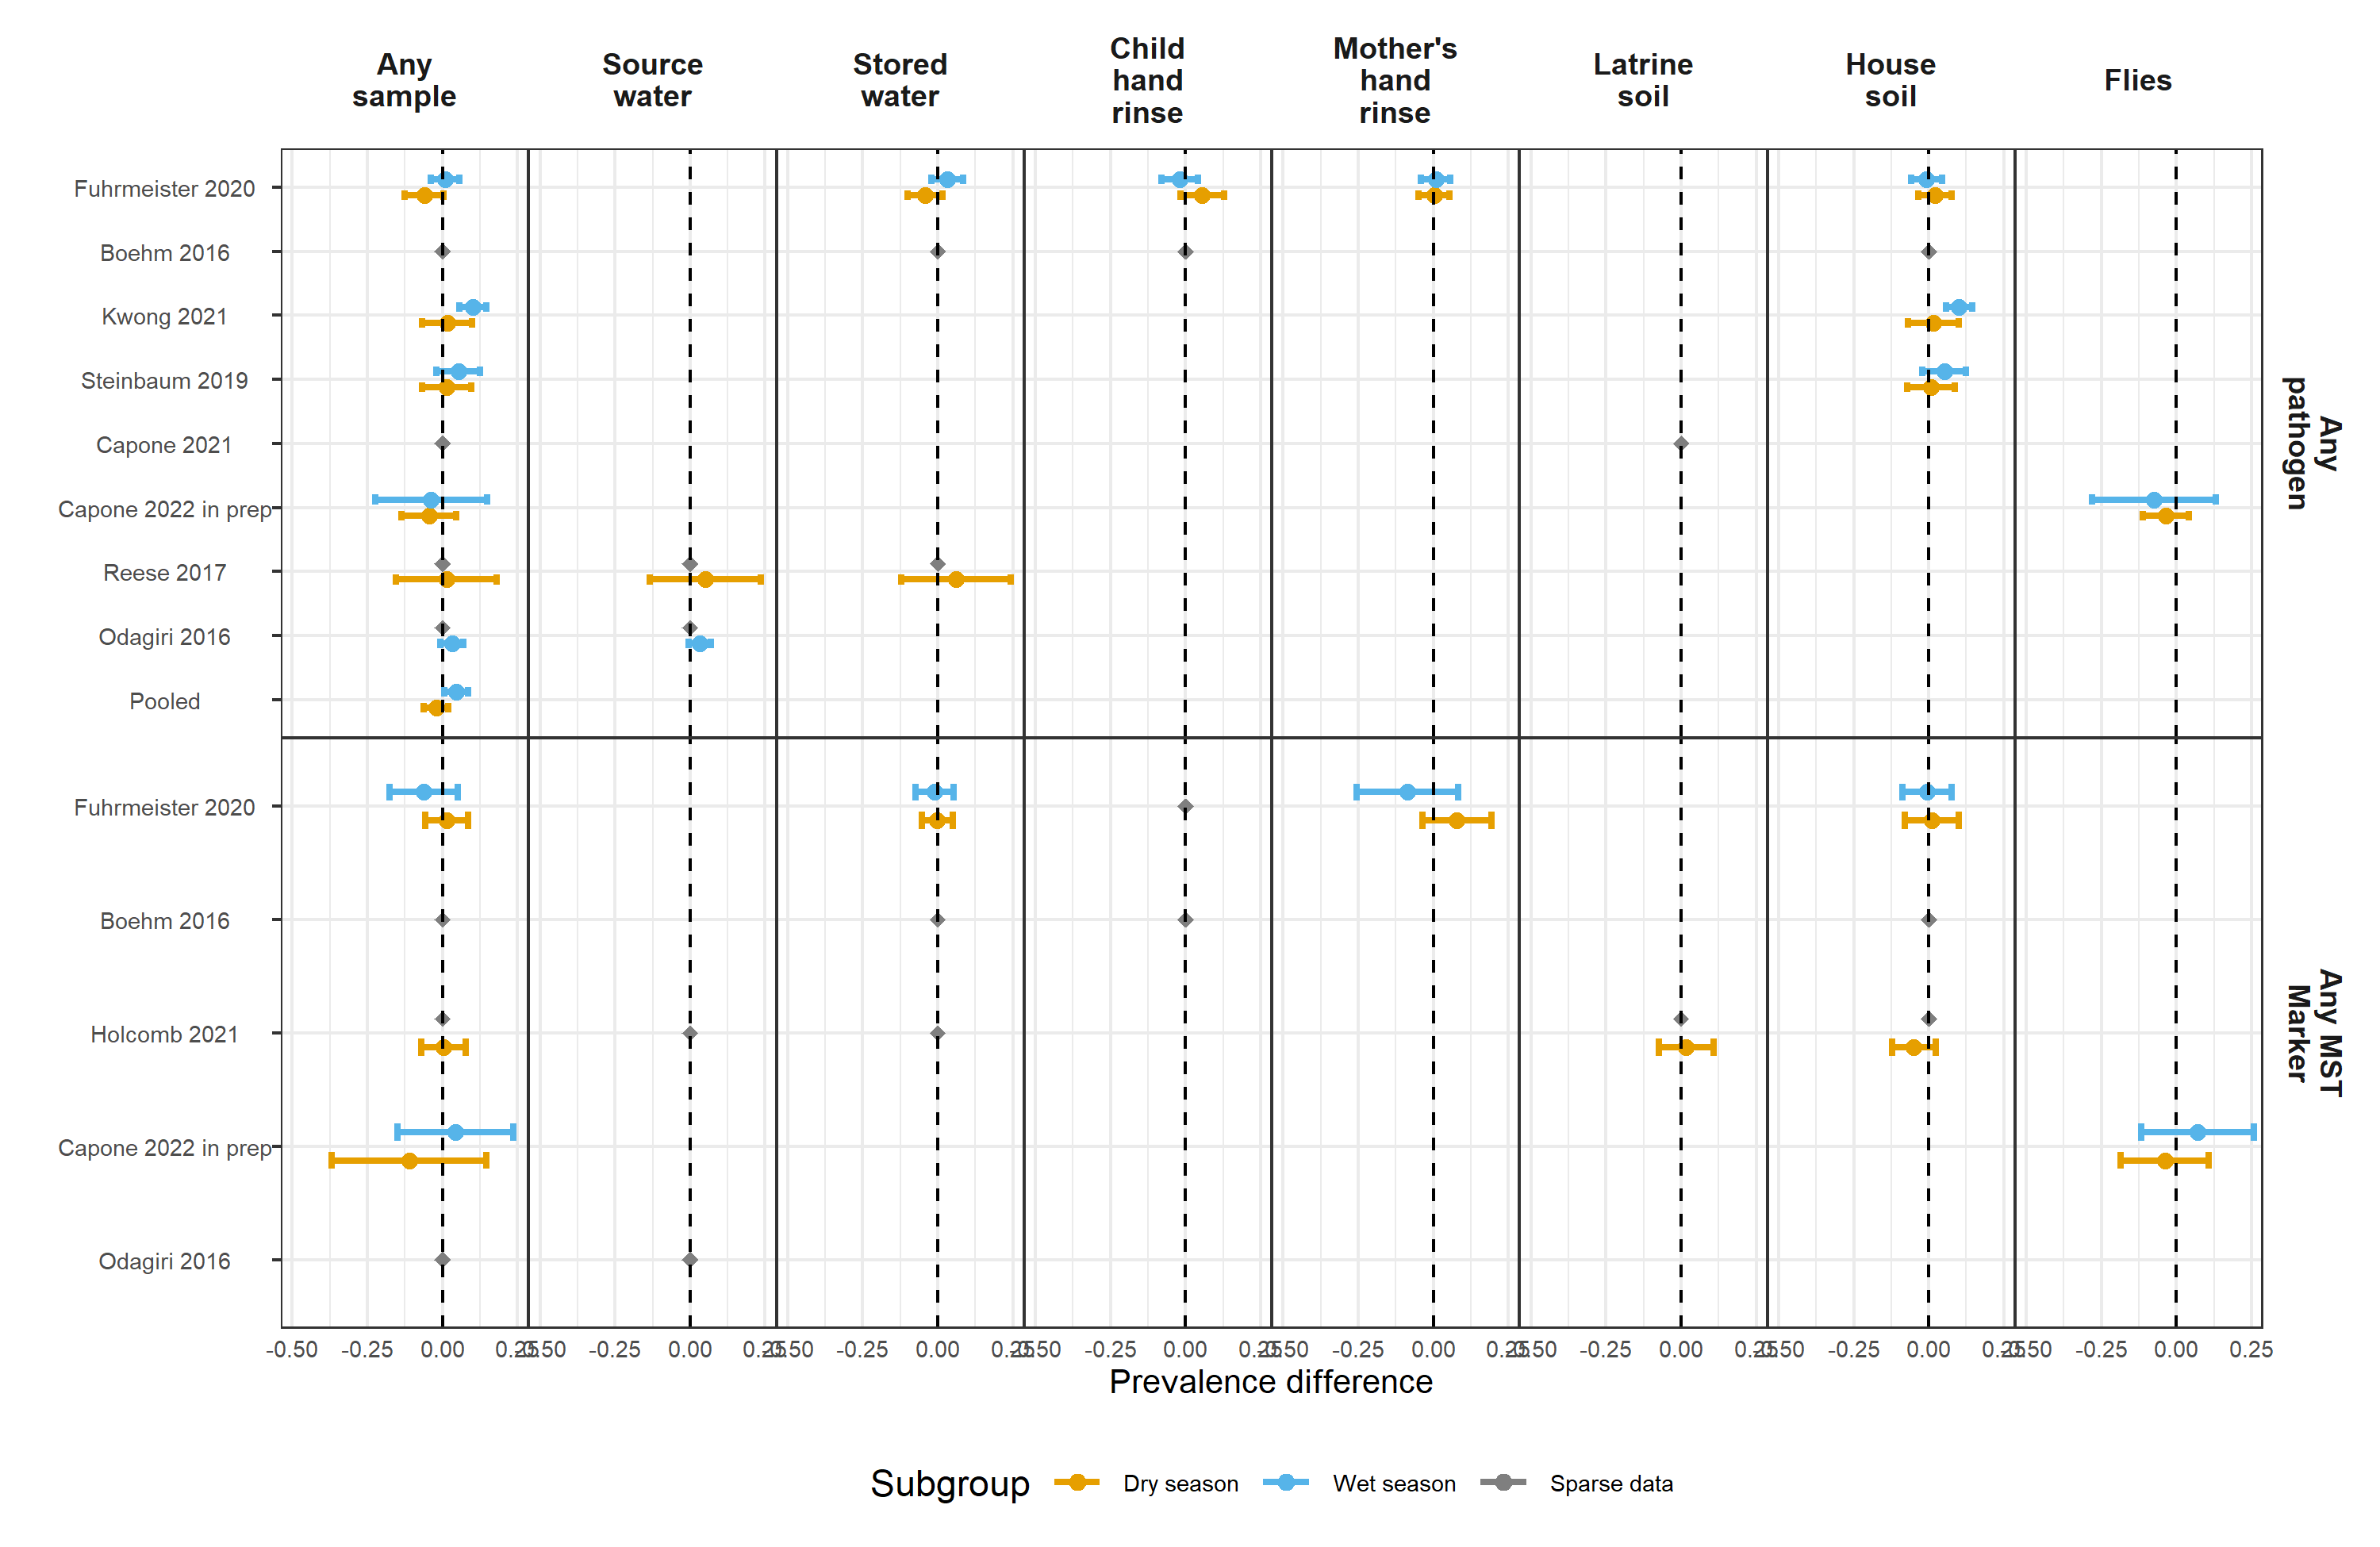 Any
sample
Source
water
Stored
water
Child
hand
rinse
Mother's
hand
rinse
Latrine
soil
House
soil
Flies
Fuhrmeister 2020
Boehm 2016
Kwong 2021
Steinbaum 2019
Capone 2021
Capone 2022 in prep
Reese 2017
Odagiri 2016
Pooled
Any
pathogen
Fuhrmeister 2020
Boehm 2016
Holcomb 2021
Capone 2022 in prep
Odagiri 2016
Any MST
Marker
-0.50 -0.25 0.00 0.25 -0.50 -0.25 0.00 0.25 -0.50 -0.25 0.00 0.25 -0.50 -0.25 0.00 0.25 -0.50 -0.25 0.00 0.25 -0.50 -0.25 0.00 0.25 -0.50 -0.25 0.00 0.25 -0.50 -0.25 0.00 0.25
Prevalence difference
Subgroup Dry season Wet season Sparse data